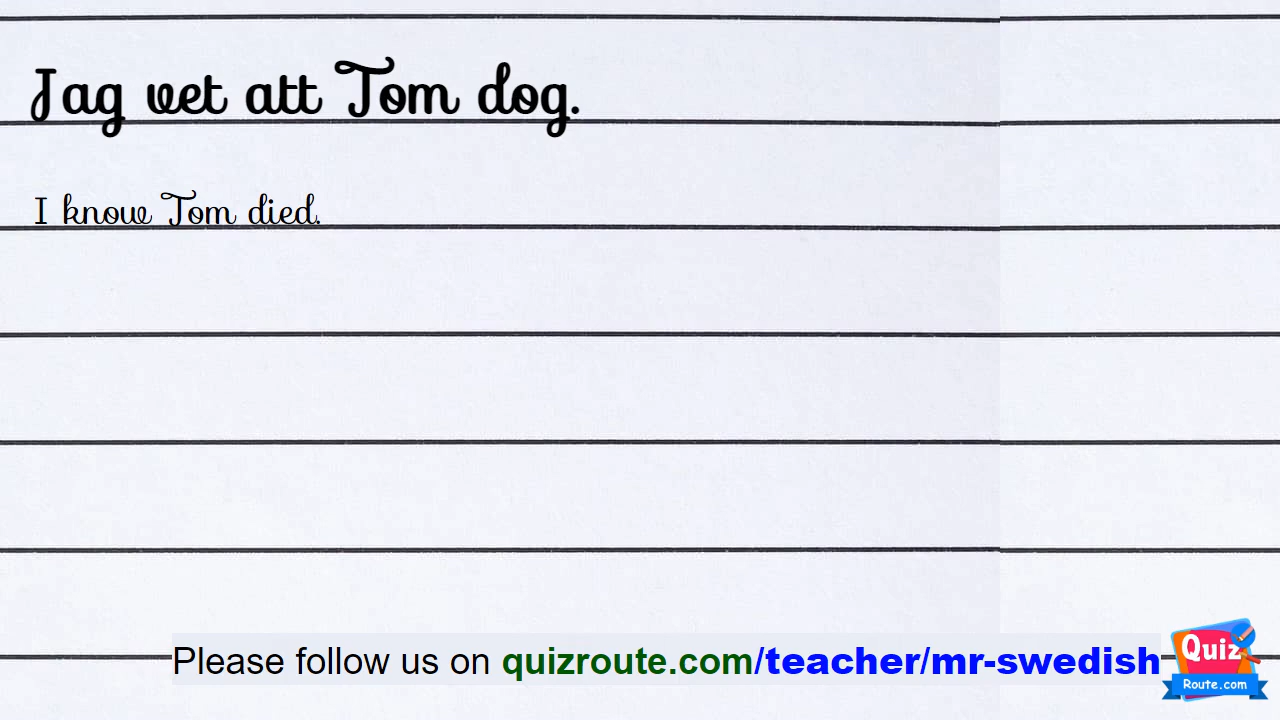 Jag vet att Tom dog.
I know Tom died.
Please follow us on quizroute.com/teacher/mr-swedish
Quiz
Route.com